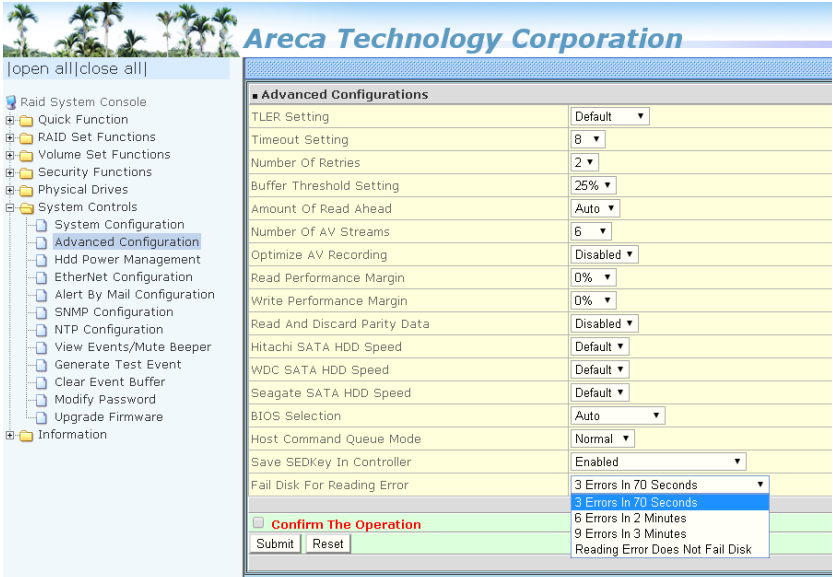 Areca Technology Corporation
|open all|close all|
Raid System Console
Quick Function
RAID Set Functions
Volume Set Functions
Security Functions
Physical Drives
System Controls
System Configuration
Advanced Configuration
Hdd Power Management
EtherNet Configuration
Alert By Mail Configuration
SNMP Configuration
NTP Configuration
View Events/Mute Beeper
Generate Test Event
Clear Event Buffer
Modify Password
Upgrade Firmware
Information
Advanced Configurations
TLER Setting Default
Timeout Setting 8
Number Of Retries 2
Buffer Threshold Setting 25%
Amount Of Read Ahead Auto
Number Of AV Streams 6
Optimize AV Recording Disabled
Read Performance Margin 0%
Write Performance Margin 0%
Read And Discard Parity Data Disabled
Hitachi SATA HDD Speed Default
WDC SATA HDD Speed Default
Seagate SATA HDD Speed Default
BIOS Selection Auto
Host Command Queue Mode Normal
Save SEDKey In Controller Enabled
Fail Disk For Reading Error 3 Errors In 70 Seconds
3 Errors In 70 Seconds
6 Errors In 2 Minutes
9 Errors In 3 Minutes
Reading Error Does Not Fail Disk
Confirm The Operation
Submit Reset